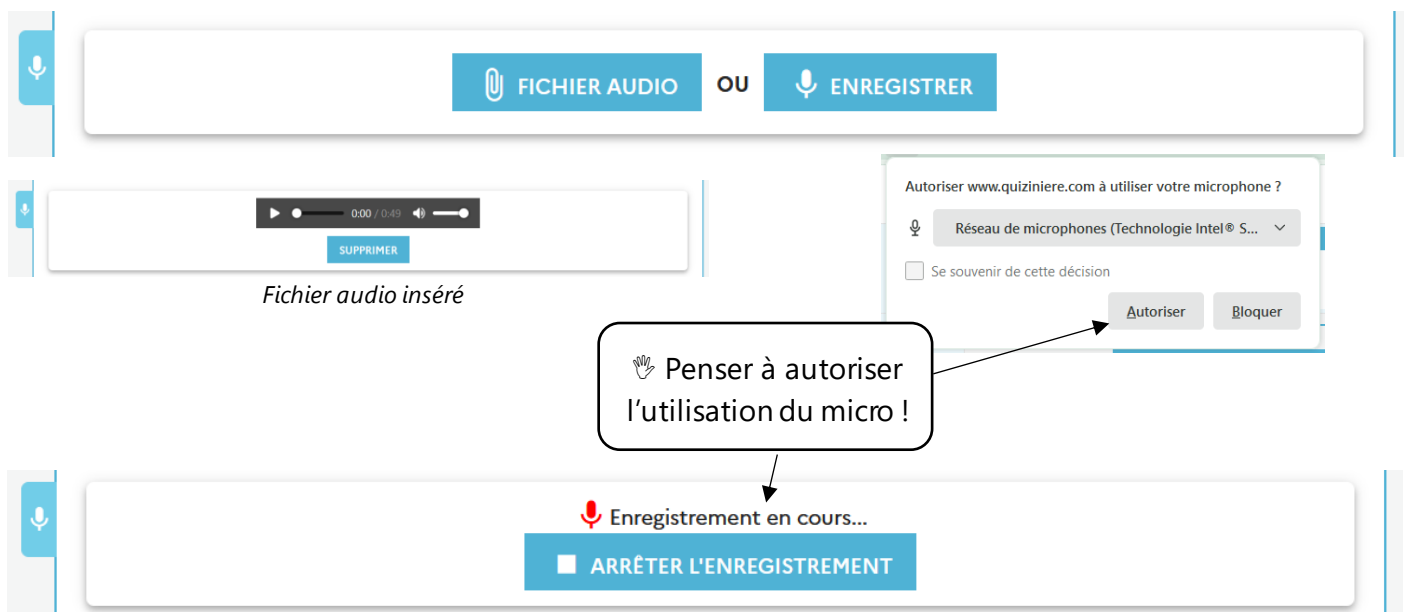 FICHIER AUDIO OU ENREGISTRER
0:00 / 0:49
SUPPRIMER
Fichier audio inséré
Autoriser www.quiziniere.com à utiliser votre microphone ?
Réseau de microphones (Technologie Intel® S...
Se souvenir de cette décision
Autoriser Bloquer
👋 Penser à autoriser
l'utilisation du micro !
Enregistrement en cours...
ARRÊTER L'ENREGISTREMENT